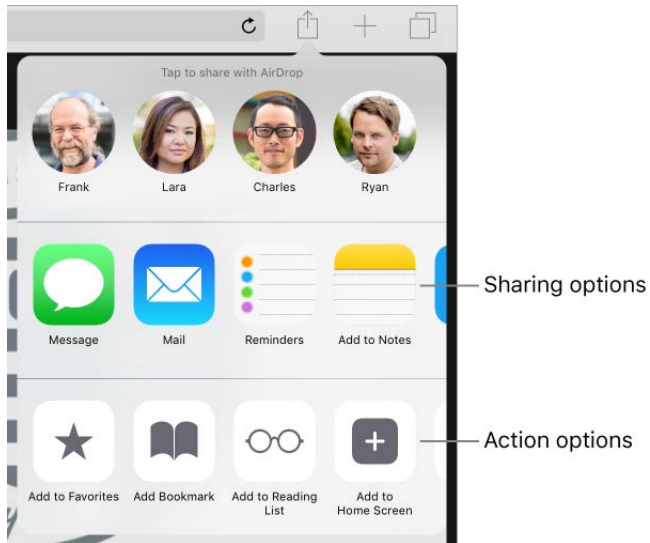 Tap to share with AirDrop
Frank Lara Charles Ryan
Sharing options
Message Mail Reminders Add to Notes
Action options
Add to Favorites Add Bookmark Add to Reading List Add to Home Screen